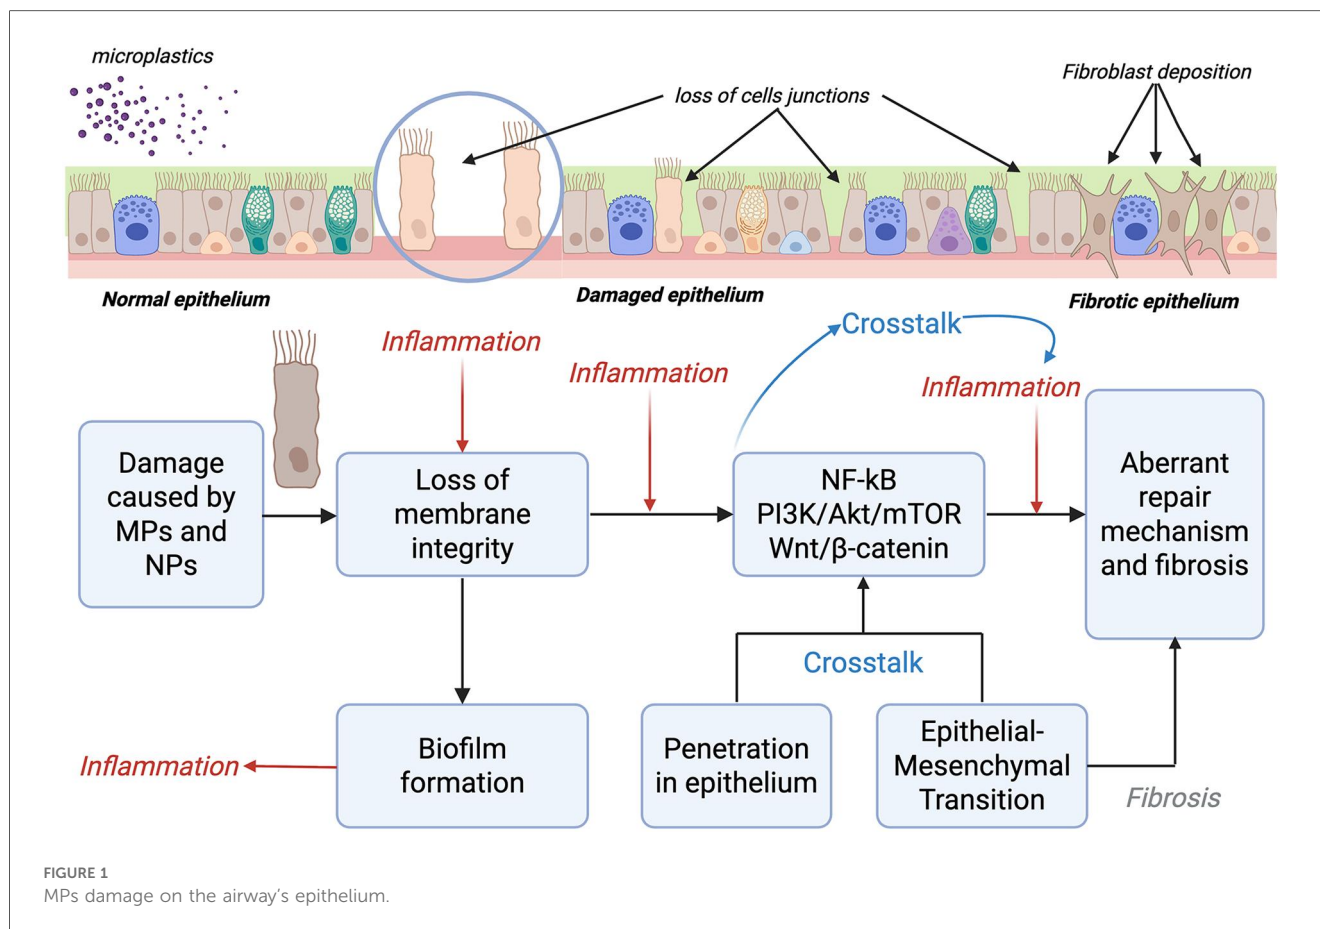 microplastics
loss of cells junctions
Fibroblast deposition
Normal epithelium
Damaged epithelium
Fibrotic epithelium
Inflammation
Inflammation
Crosstalk
Inflammation
Damage
caused by
MPs and
NPs
Loss of
membrane
integrity
NF-kB
PI3K/Akt/mTOR
Wnt/β-catenin
Aberrant
repair
mechanism
and fibrosis
Crosstalk
Inflammation
Biofilm
formation
Penetration
in epithelium
Epithelial-
Mesenchymal
Transition
Fibrosis
FIGURE 1
MPs damage on the airway's epithelium.